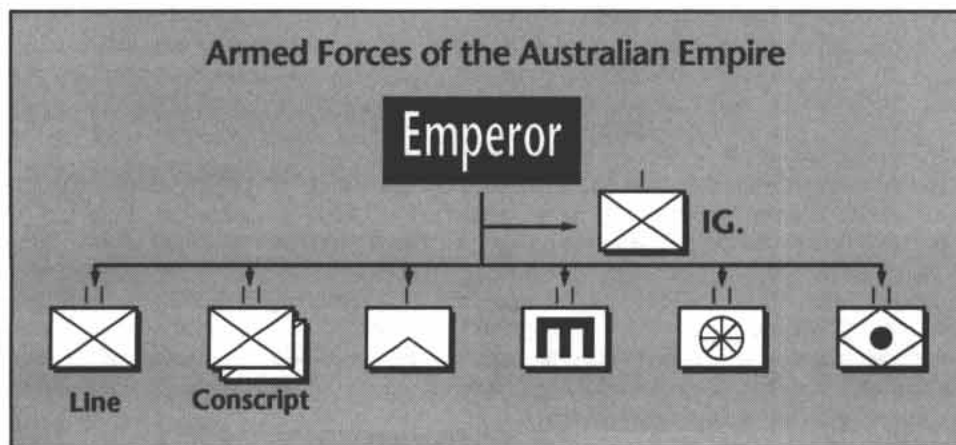 Armed Forces of the Australian Empire
Emperor
IG.
Line
Conscript